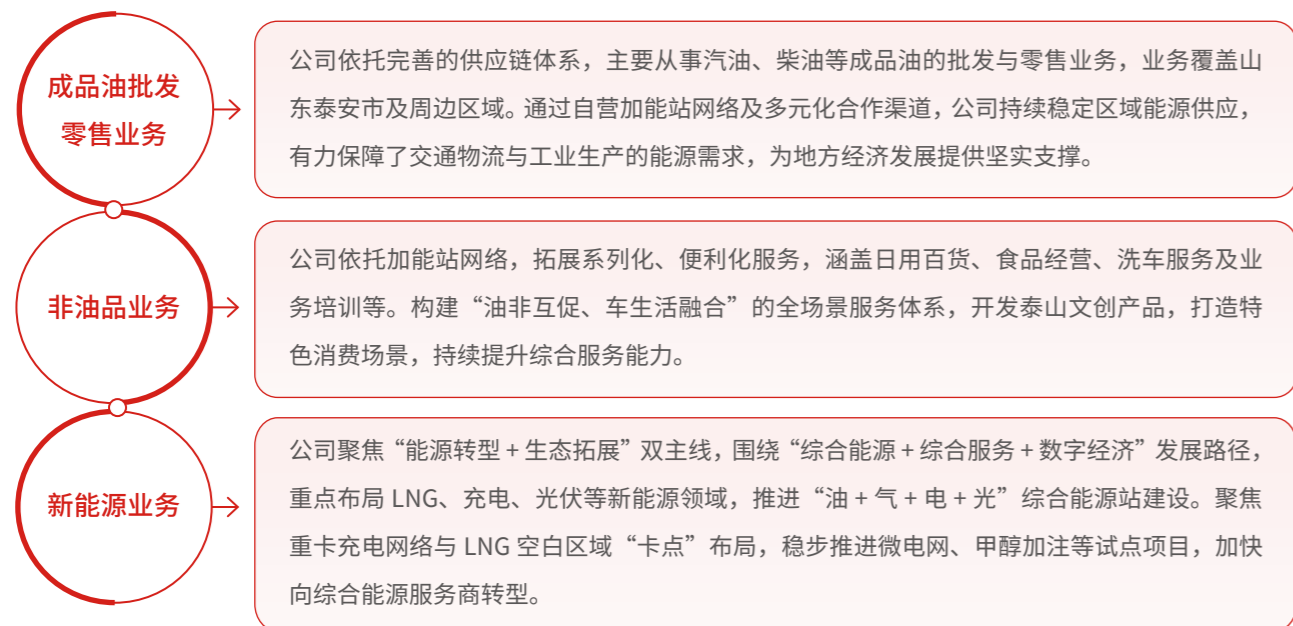 成品油批发
零售业务
公司依托完善的供应链体系，主要从事汽油、柴油等成品油的批发与零售业务，业务覆盖山
东泰安市及周边区域。通过自营加能站网络及多元化合作渠道，公司持续稳定区域能源供应，
有力保障了交通物流与工业生产的能源需求，为地方经济发展提供坚实支撑。
非油品业务
公司依托加能站网络，拓展系列化、便利化服务，涵盖日用百货、食品经营、洗车服务及业
务培训等。构建“油非互促、车生活融合”的全场景服务体系，开发泰山文创产品，打造特
色消费场景，持续提升综合服务能力。
新能源业务
公司聚焦“能源转型 + 生态拓展”双主线，围绕“综合能源 + 综合服务 + 数字经济”发展路径，
重点布局 LNG、充电、光伏等新能源领域，推进“油 + 气 + 电 + 光”综合能源站建设。聚焦
重卡充电网络与 LNG 空白区域“卡点”布局，稳步推进微电网、甲醇加注等试点项目，加快
向综合能源服务商转型。